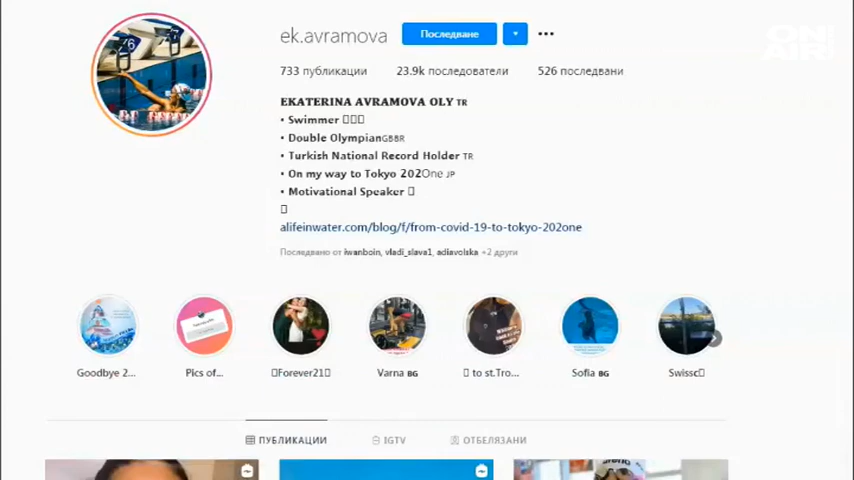 ON
AIR
ek.avramova
Последване
733 публикации 23.9k последователи 526 последвани
EKATERINA AVRAMOVA OLY TR
• Swimmer
• Double OlympianGBBR
• Turkish National Record Holder TR
• On my way to Tokyo 202One JP
• Motivational Speaker
alifeinwater.com/blog/f/from-covid-19-to-tokyo-202one
Последвано от iwanboin, vladi_slava1, adiavolska +2 други
Goodbye 2... Pics of... Forever21 Varna BG to st.Tro... Sofia BG Swissc
ПУБЛИКАЦИИ IGTV ОТБЕЛЯЗАНИ
arena